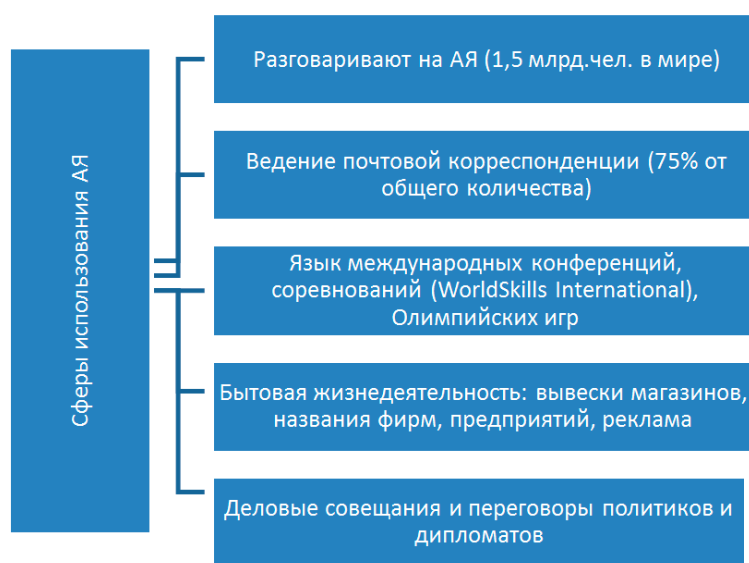 Сферы использования АЯ
Разговаривают на АЯ (1,5 млрд.чел. в мире)
Ведение почтовой корреспонденции (75% от
общего количества)
Язык международных конференций,
соревнований (WorldSkills International),
Олимпийских игр
Бытовая жизнедеятельность: вывески магазинов,
названия фирм, предприятий, реклама
Деловые совещания и переговоры политиков и
дипломатов